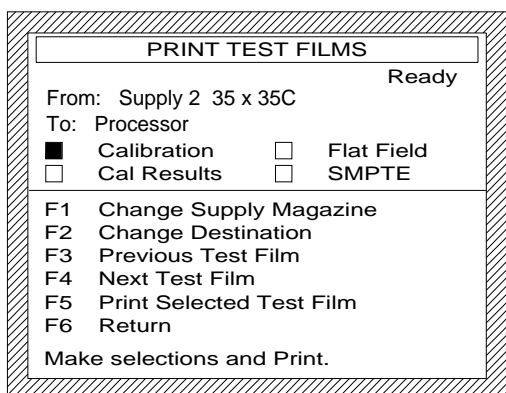 PRINT TEST FILMS
Ready
From: Supply 2 35 x 35C
To: Processor
Calibration Flat Field
Cal Results SMPTE
F1 Change Supply Magazine
F2 Change Destination
F3 Previous Test Film
F4 Next Test Film
F5 Print Selected Test Film
F6 Return
Make selections and Print.